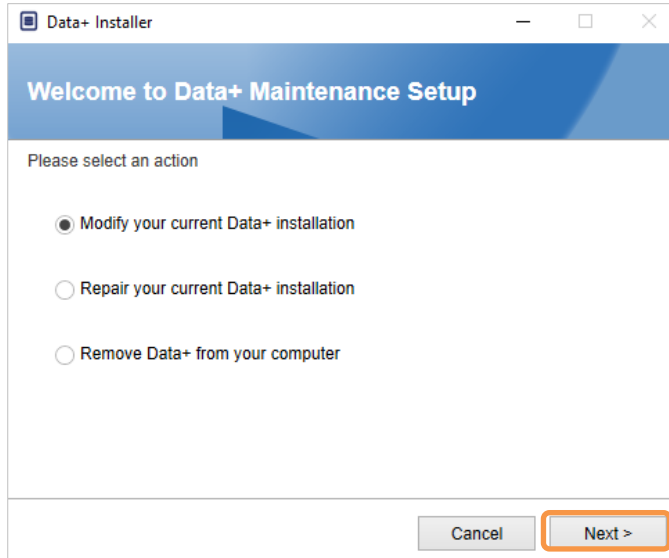 Data+ Installer
Welcome to Data+ Maintenance Setup
Please select an action
Modify your current Data+ installation
Repair your current Data+ installation
Remove Data+ from your computer
Cancel
Next >